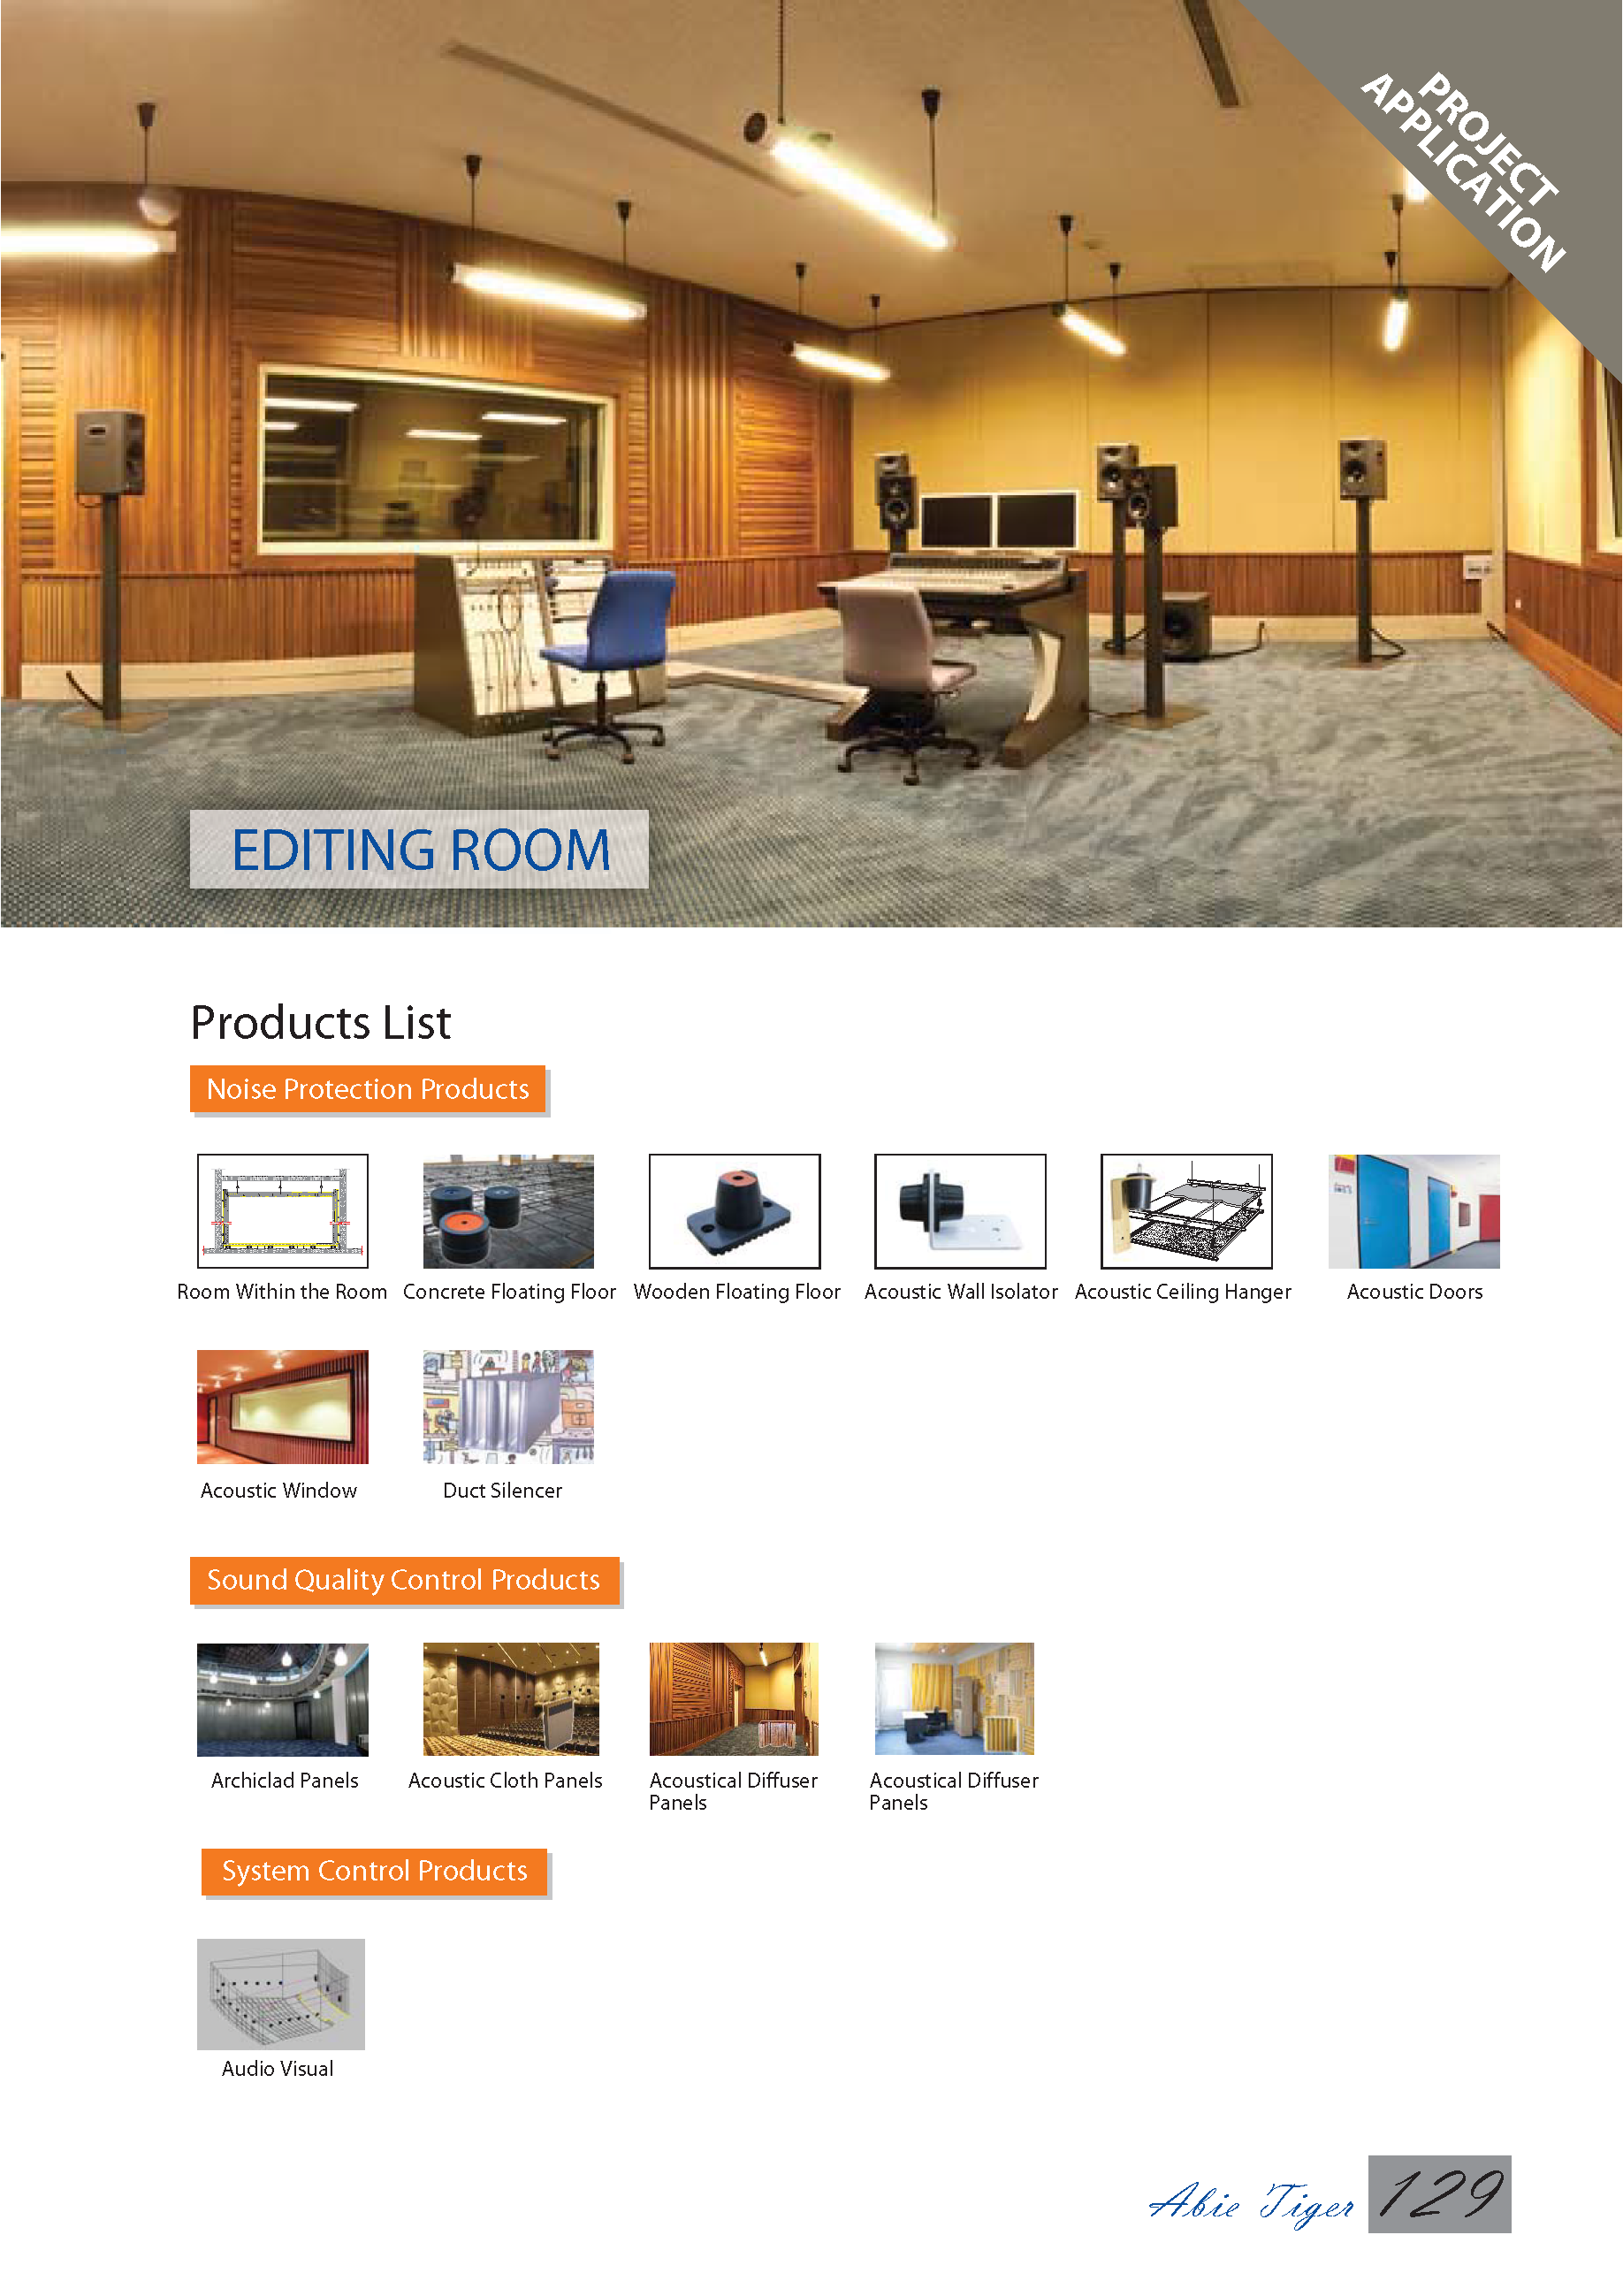 PROJECT
APPLICATION
EDITING ROOM
Products List
Noise Protection Products
Room Within the Room
Concrete Floating Floor
Wooden Floating Floor
Acoustic Wall Isolator
Acoustic Ceiling Hanger
Acoustic Doors
Acoustic Window
Duct Silencer
Sound Quality Control Products
Archiclad Panels
Acoustic Cloth Panels
Acoustical Diffuser
Panels
Acoustical Diffuser
Panels
System Control Products
Audio Visual
Abie Tiger 129